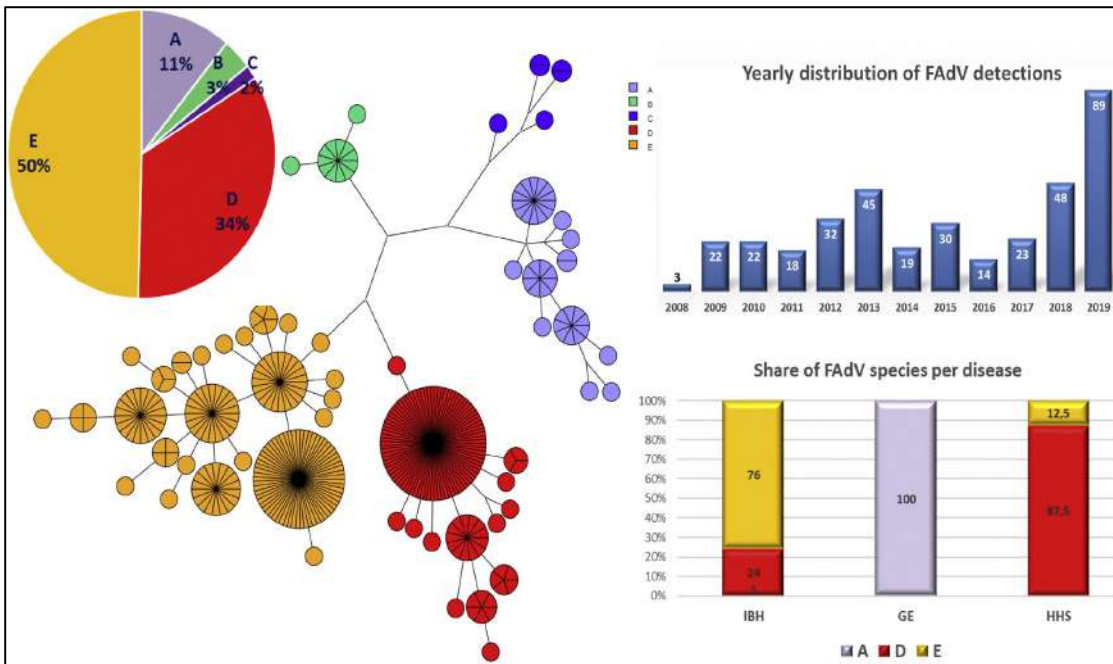 A
11%
B
3%
C
2%
E
50%
D
34%
Yearly distribution of FAdV detections
A
B
C
D
E
3
22
22
18
32
45
19
30
14
23
48
89
2008 2009 2010 2011 2012 2013 2014 2015 2016 2017 2018 2019
Share of FAdV species per disease
100%
90%
80%
70%
60%
50%
40%
30%
20%
10%
0%
76
24
100
12,5
87,5
IBH GE HHS
A D E